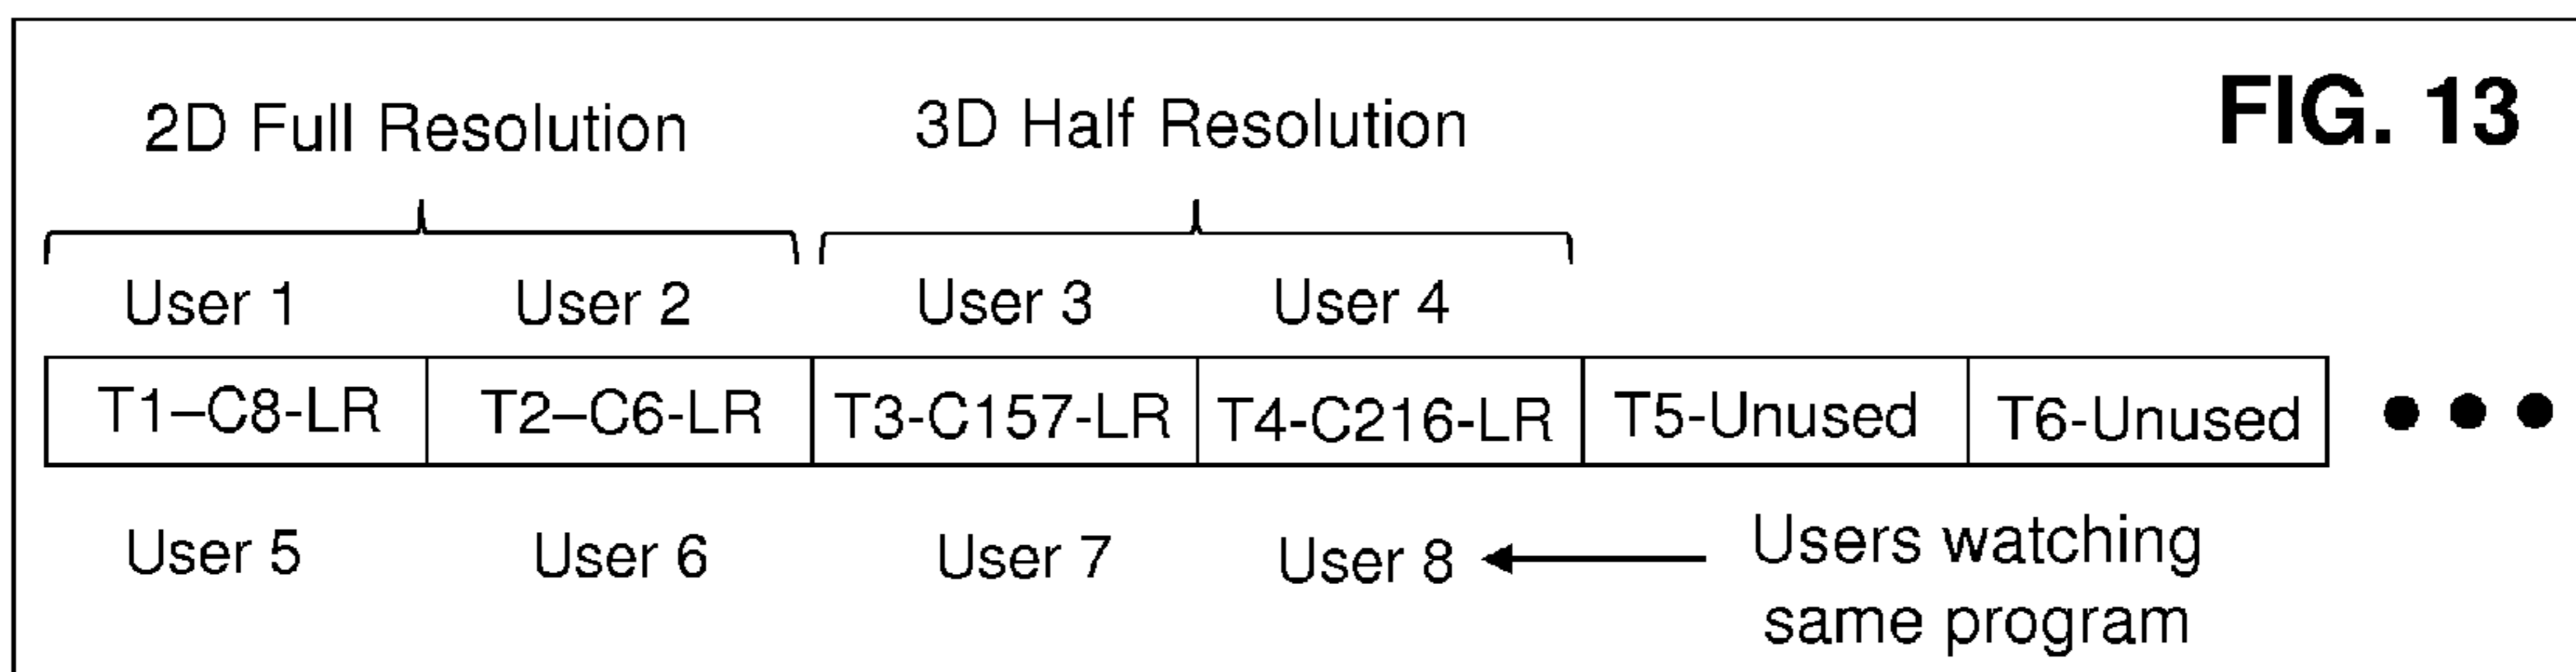 FIG. 13
2D Full Resolution 3D Half Resolution
User 1 User 2 User 3 User 4
T1–C8-LR T2–C6-LR T3-C157-LR T4-C216-LR T5-Unused T6-Unused
User 5 User 6 User 7 User 8 Users watching
same program